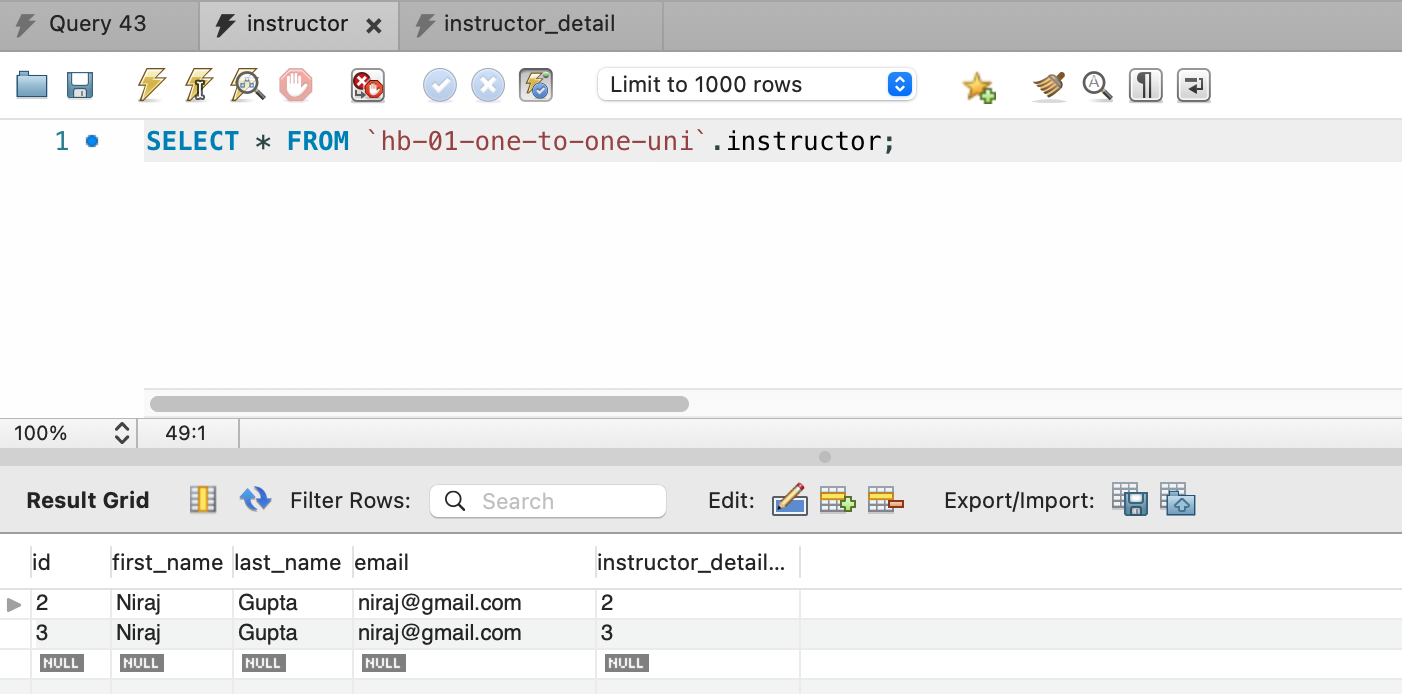 Query 43 instructor instructor_detail
Limit to 1000 rows
1 SELECT * FROM `hb-01-one-to-one-uni`.instructor;
100% 49:1
Result Grid Filter Rows: Search Edit: Export/Import:
id first_name last_name email instructor_detail...
2 Niraj Gupta niraj@gmail.com 2
3 Niraj Gupta niraj@gmail.com 3
NULL NULL NULL NULL NULL